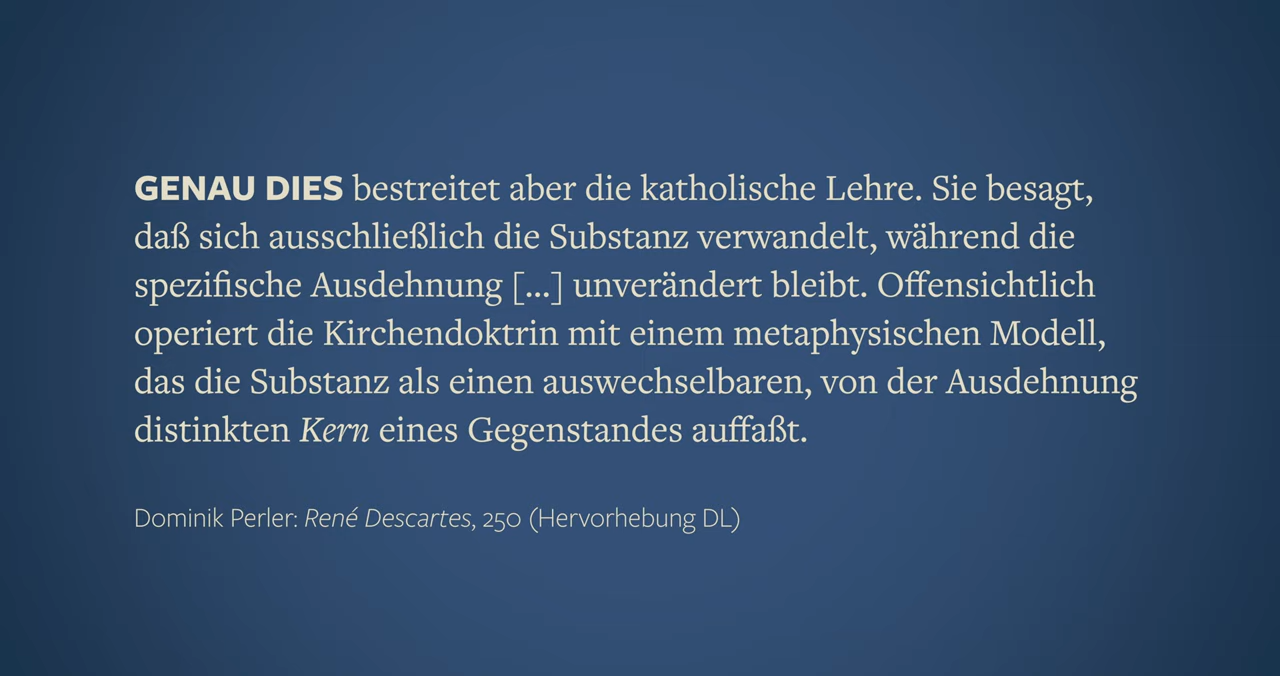 GENAU DIES bestreitet aber die katholische Lehre. Sie besagt,
daß sich ausschließlich die Substanz verwandelt, während die
spezifische Ausdehnung [...] unverändert bleibt. Offensichtlich
operiert die Kirchendoktrin mit einem metaphysischen Modell,
das die Substanz als einen auswechselbaren, von der Ausdehnung
distinkten Kern eines Gegenstandes auffaßt.
Dominik Perler: René Descartes, 250 (Hervorhebung DL)